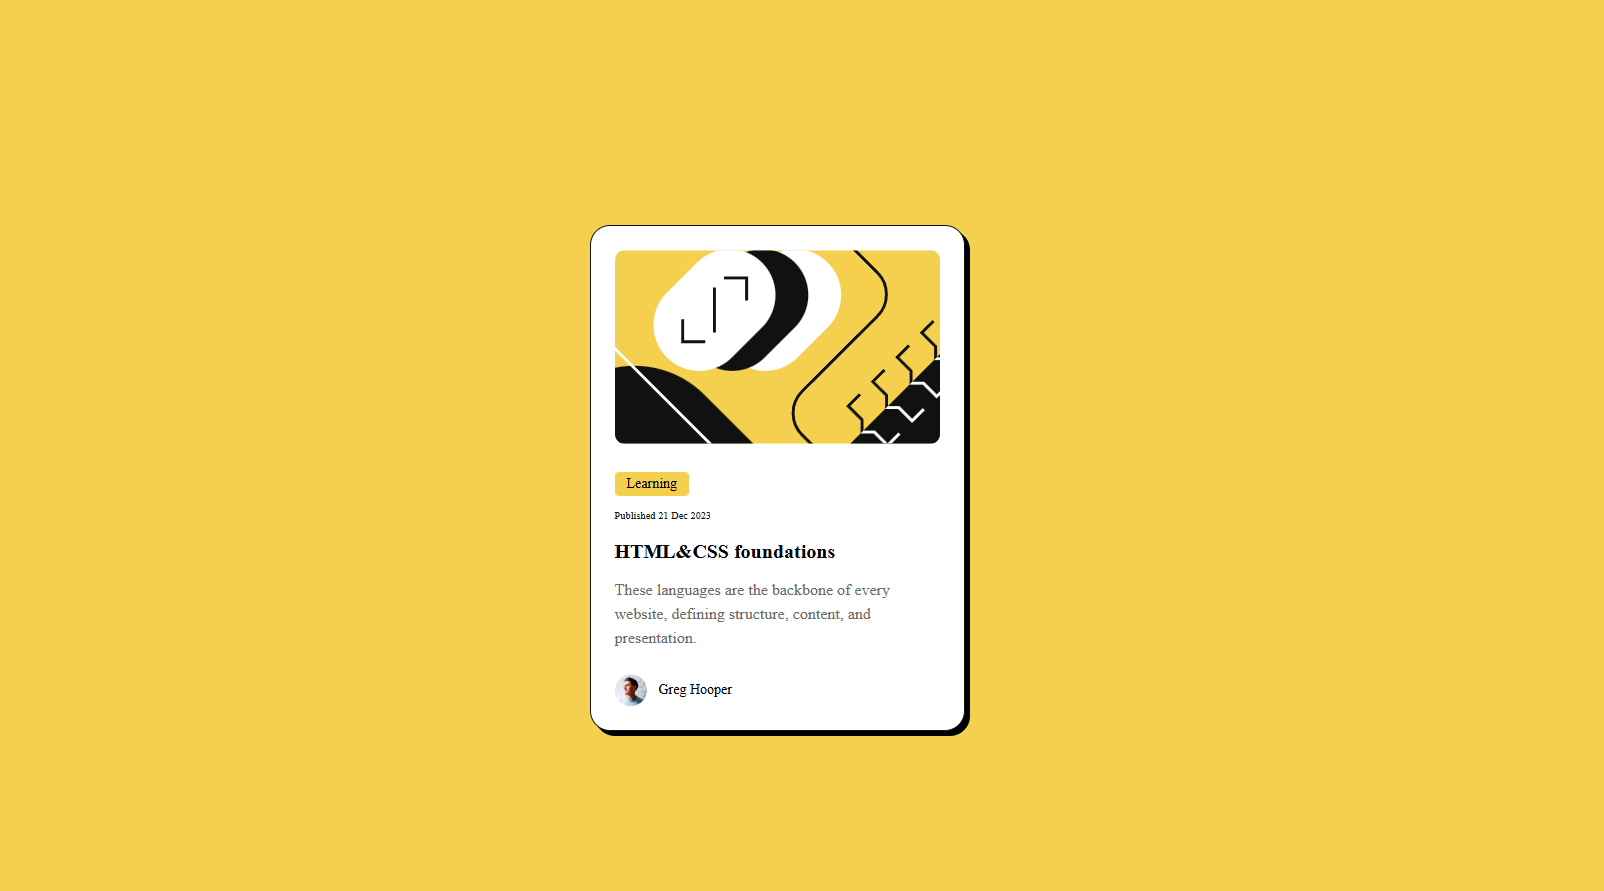 Learning
Published 21 Dec 2023
HTML&CSS foundations
These languages are the backbone of every
website, defining structure, content, and
presentation.
Greg Hooper